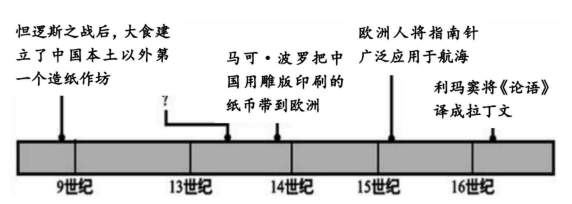 怛逻斯之战后，大食建
立了中国本土以外第
一个造纸作坊
?
马可·波罗把中
国用雕版印刷的
纸币带到欧洲
欧洲人将指南针
广泛应用于航海
利玛窦将《论语》
译成拉丁文
9世纪
13世纪
14世纪
15世纪
16世纪